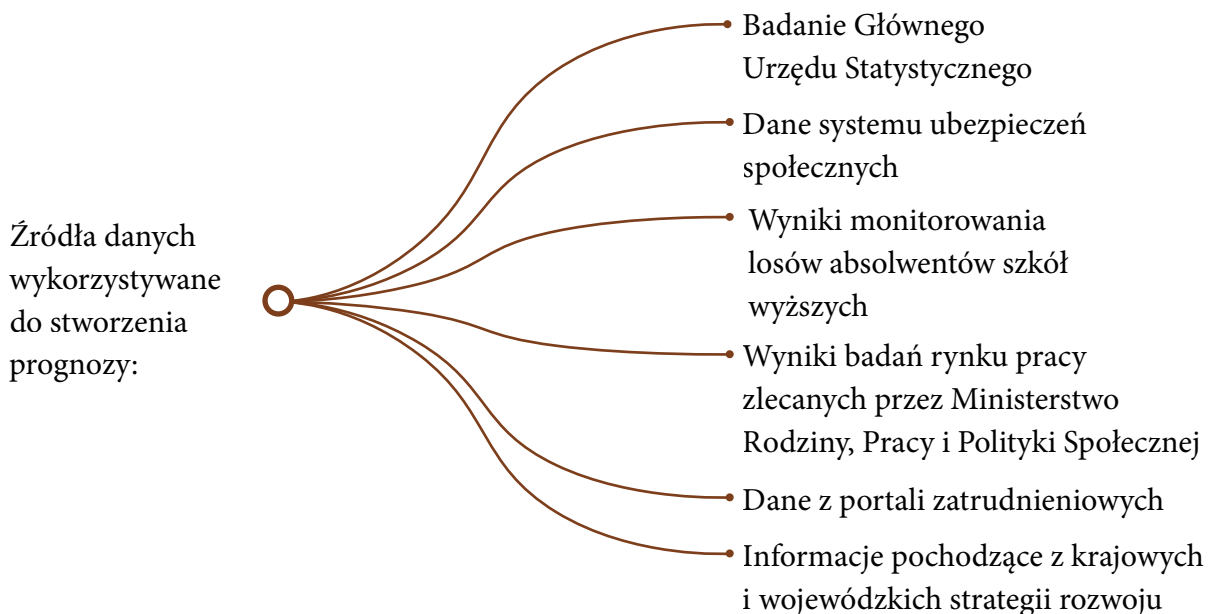 Źródła danych
wykorzystywane
do stworzenia
prognozy:
Badanie Głównego
Urzędu Statystycznego
Dane systemu ubezpieczeń
społecznych
Wyniki monitorowania
losów absolwentów szkół
wyższych
Wyniki badań rynku pracy
zlecanych przez Ministerstwo
Rodziny, Pracy i Polityki Społecznej
Dane z portali zatrudnieniowych
Informacje pochodzące z krajowych
i wojewódzkich strategii rozwoju